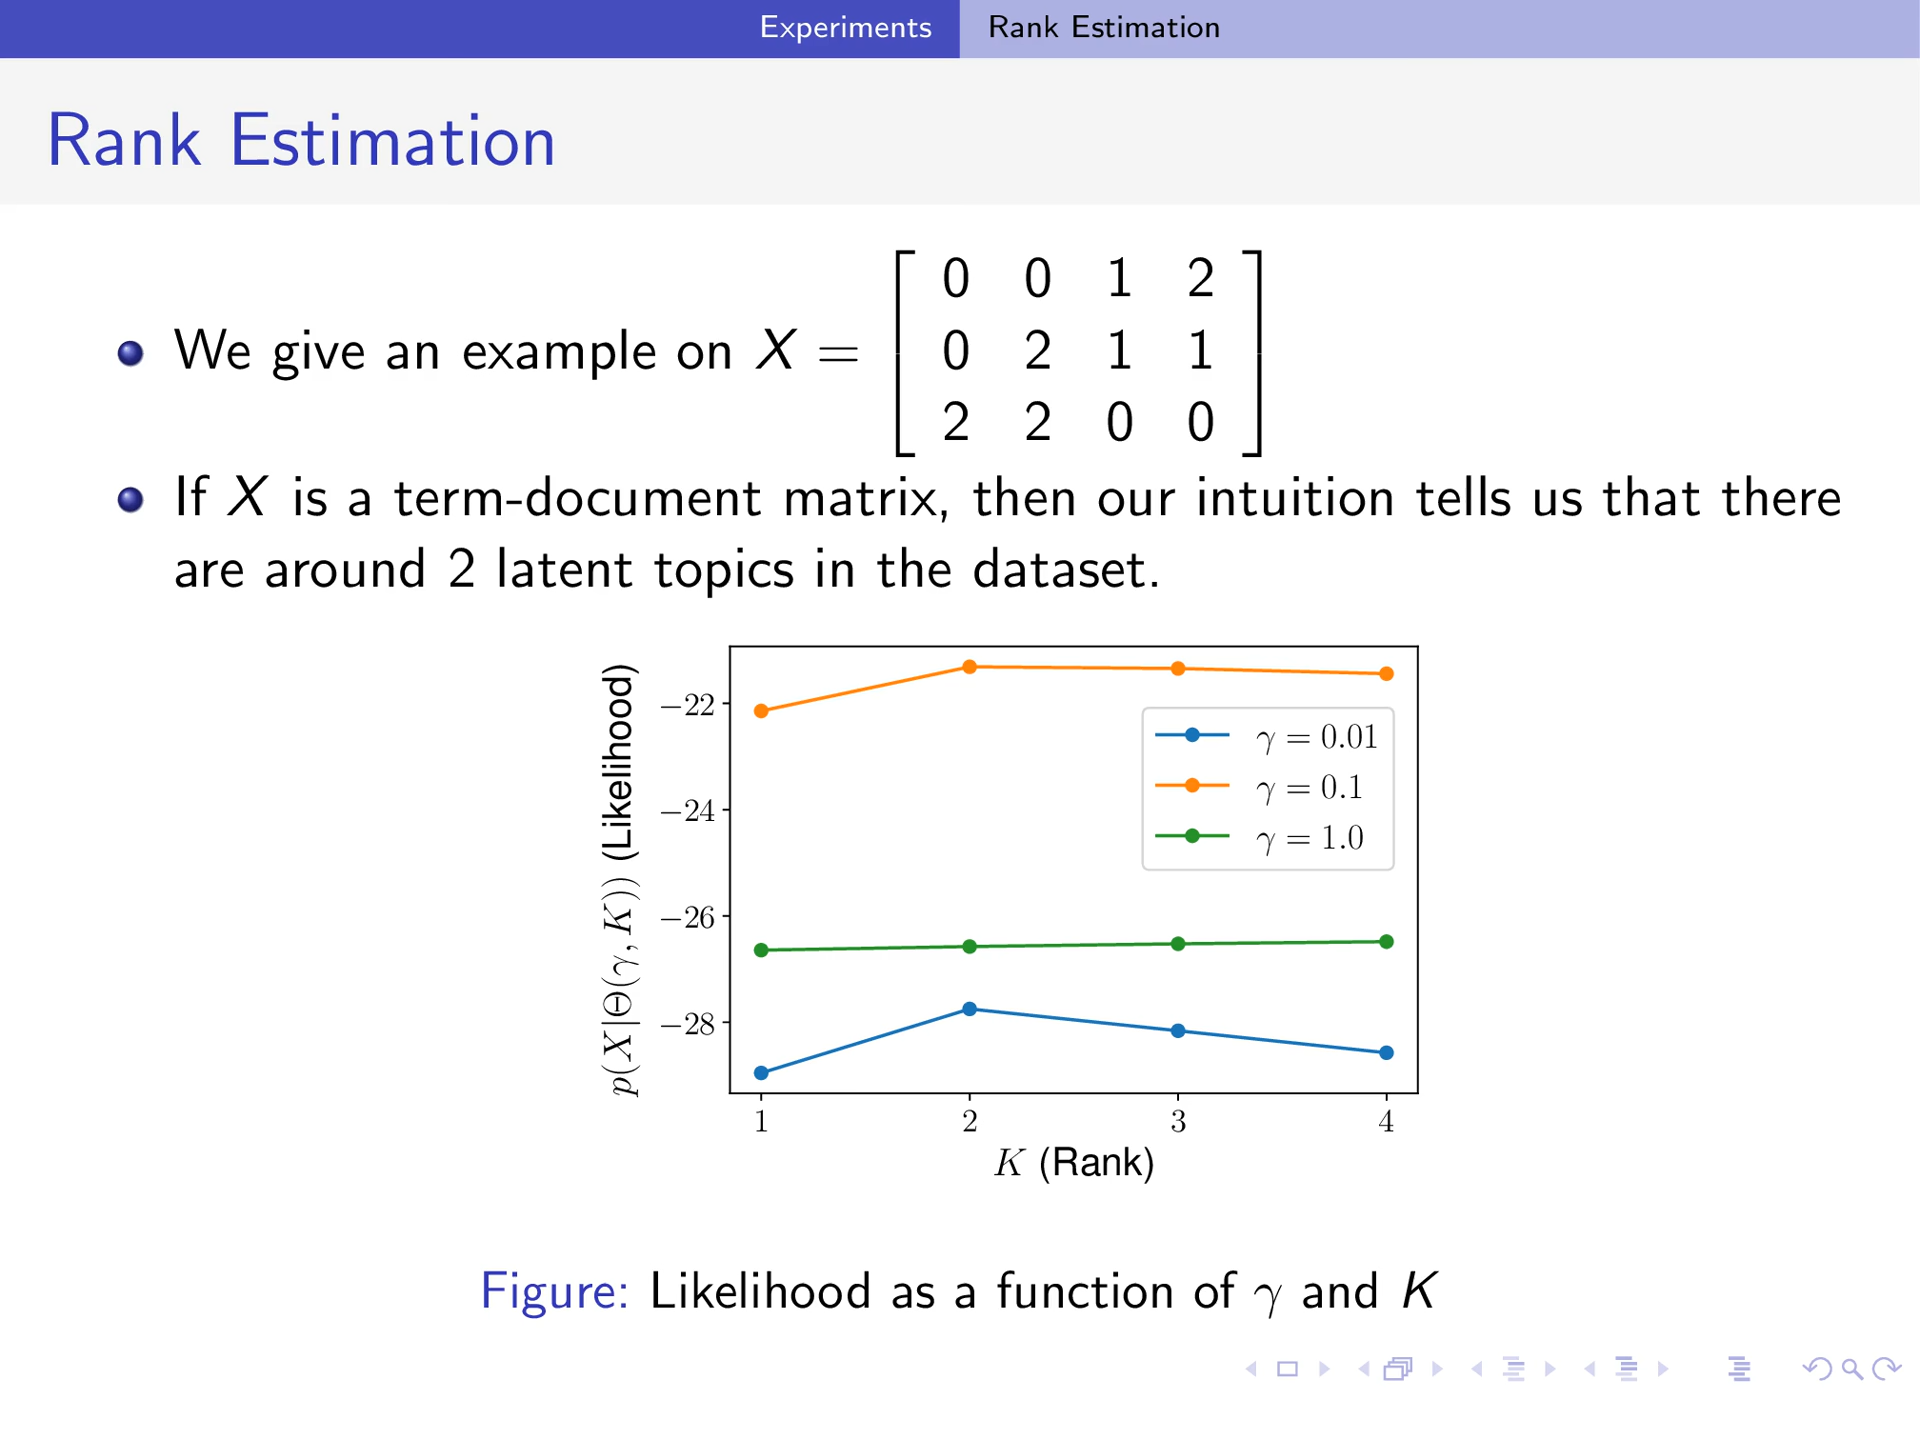 Experiments Rank Estimation
Rank Estimation
We give an example on X = [ 0 0 1 2
0 2 1 1
2 2 0 0 ]
If X is a term-document matrix, then our intuition tells us that there
are around 2 latent topics in the dataset.
p(X|Θ(γ, K)) (Likelihood)
−22
−24
−26
−28
γ = 0.01
γ = 0.1
γ = 1.0
1 2 3 4
K (Rank)
Figure: Likelihood as a function of γ and K